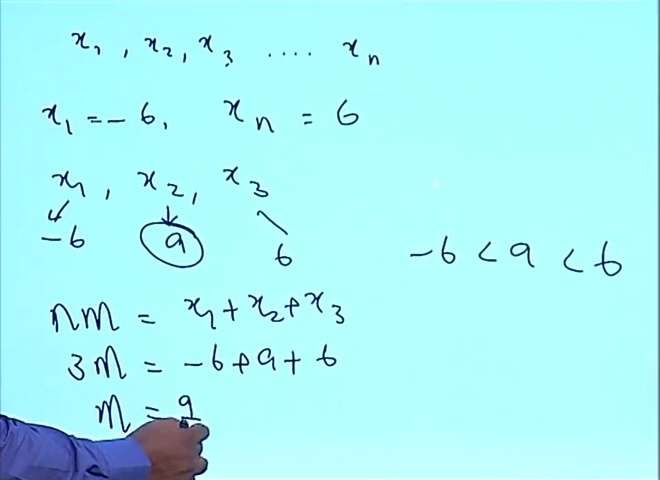 x₁, x₂, x₃ .... xₙ
x₁ = -6, xₙ = 6
x₁, x₂, x₃
-6 a 6
-6 < a < 6
nm = x₁ + x₂ + x₃
3m = -6 + a + 6
m = a